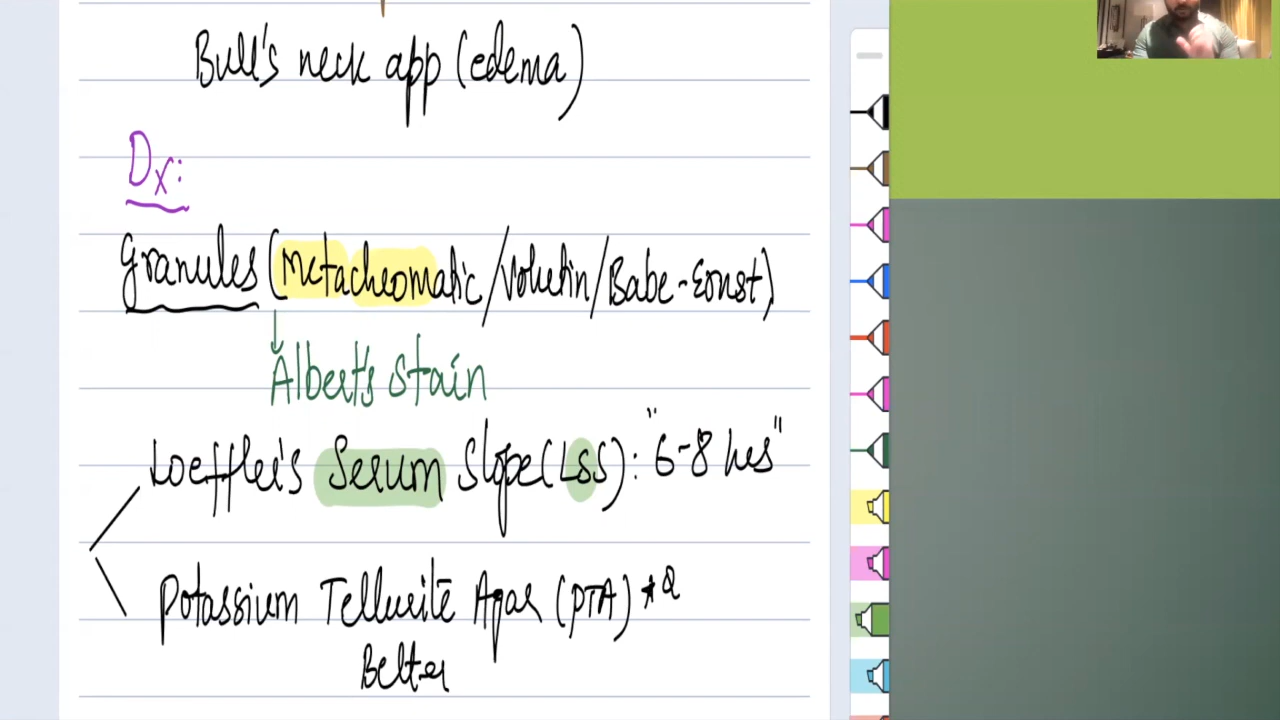 Bull's neck app (edema)
Dx:
Granules (Metachromatic/Volutin/Babe-Ernst)
Albert's stain
Loeffler's Serum Slope (LSS): "6-8 hrs"
Potassium Tellurite Agar (PTA) *Q
Better